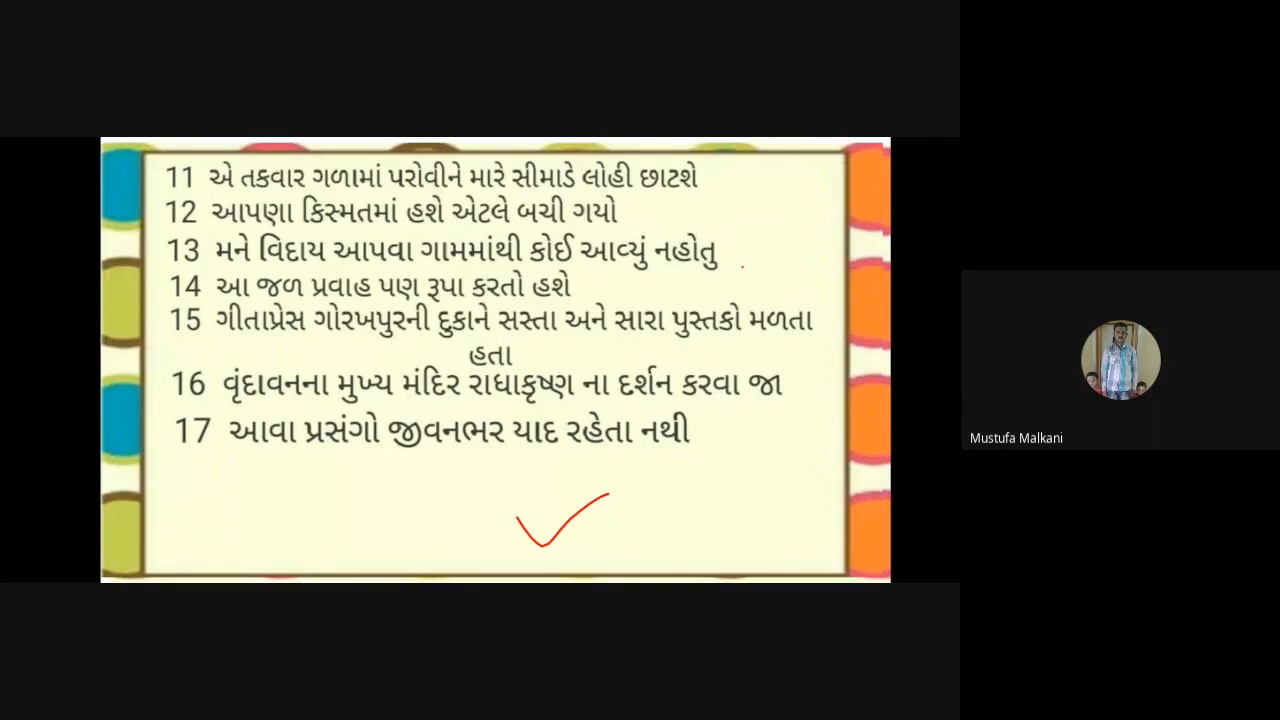 11 એ તકવાર ગળામાં પરોવીને મારે સીમાડે લોહી છાટશે
12 આપણા કિસ્મતમાં હશે એટલે બચી ગયો
13 મને વિદાય આપવા ગામમાંથી કોઈ આવ્યું નહોતુ
14 આ જળ પ્રવાહ પણ રૂપા કરતો હશે
15 ગીતાપ્રેસ ગોરખપુરની દુકાને સસ્તા અને સારા પુસ્તકો મળતા
હતા
16 વૃંદાવનના મુખ્ય મંદિર રાધાકૃષ્ણ ના દર્શન કરવા જા
17 આવા પ્રસંગો જીવનભર યાદ રહેતા નથી
Mustufa Malkani